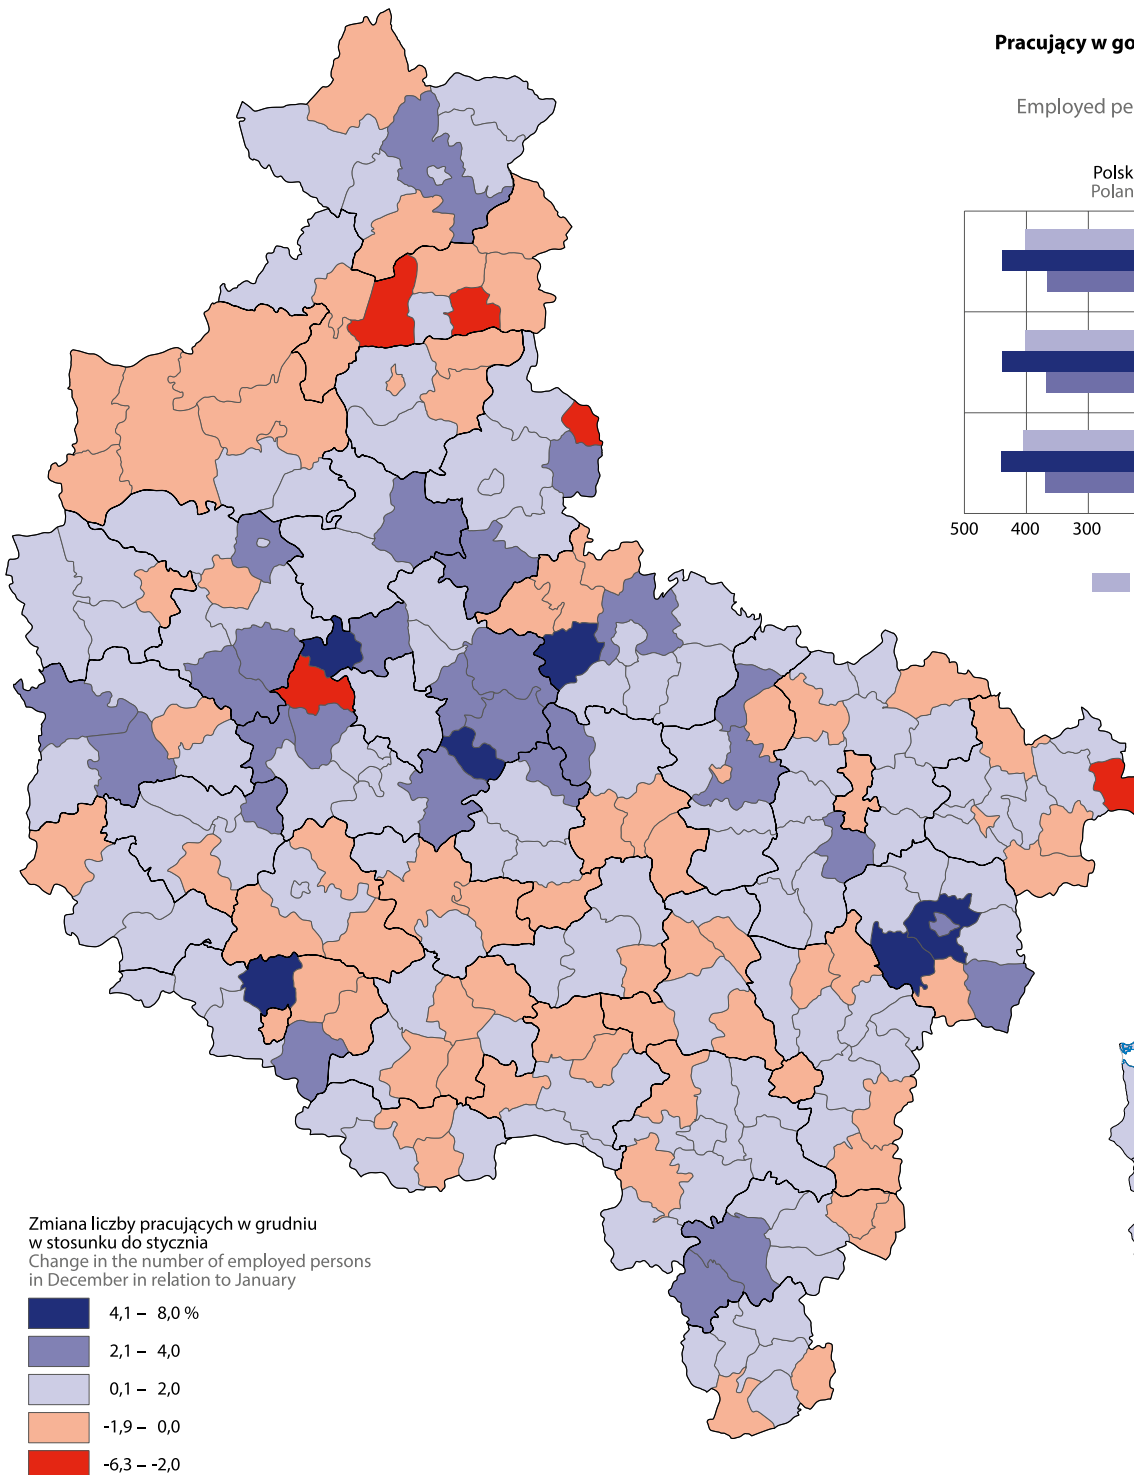 Pracujący w go
Employed pe
Polsk
Polan
500 400 300
Zmiana liczby pracujących w grudniu
w stosunku do stycznia
Change in the number of employed persons
in December in relation to January
4,1 – 8,0 %
2,1 – 4,0
0,1 – 2,0
-1,9 – 0,0
-6,3 – -2,0